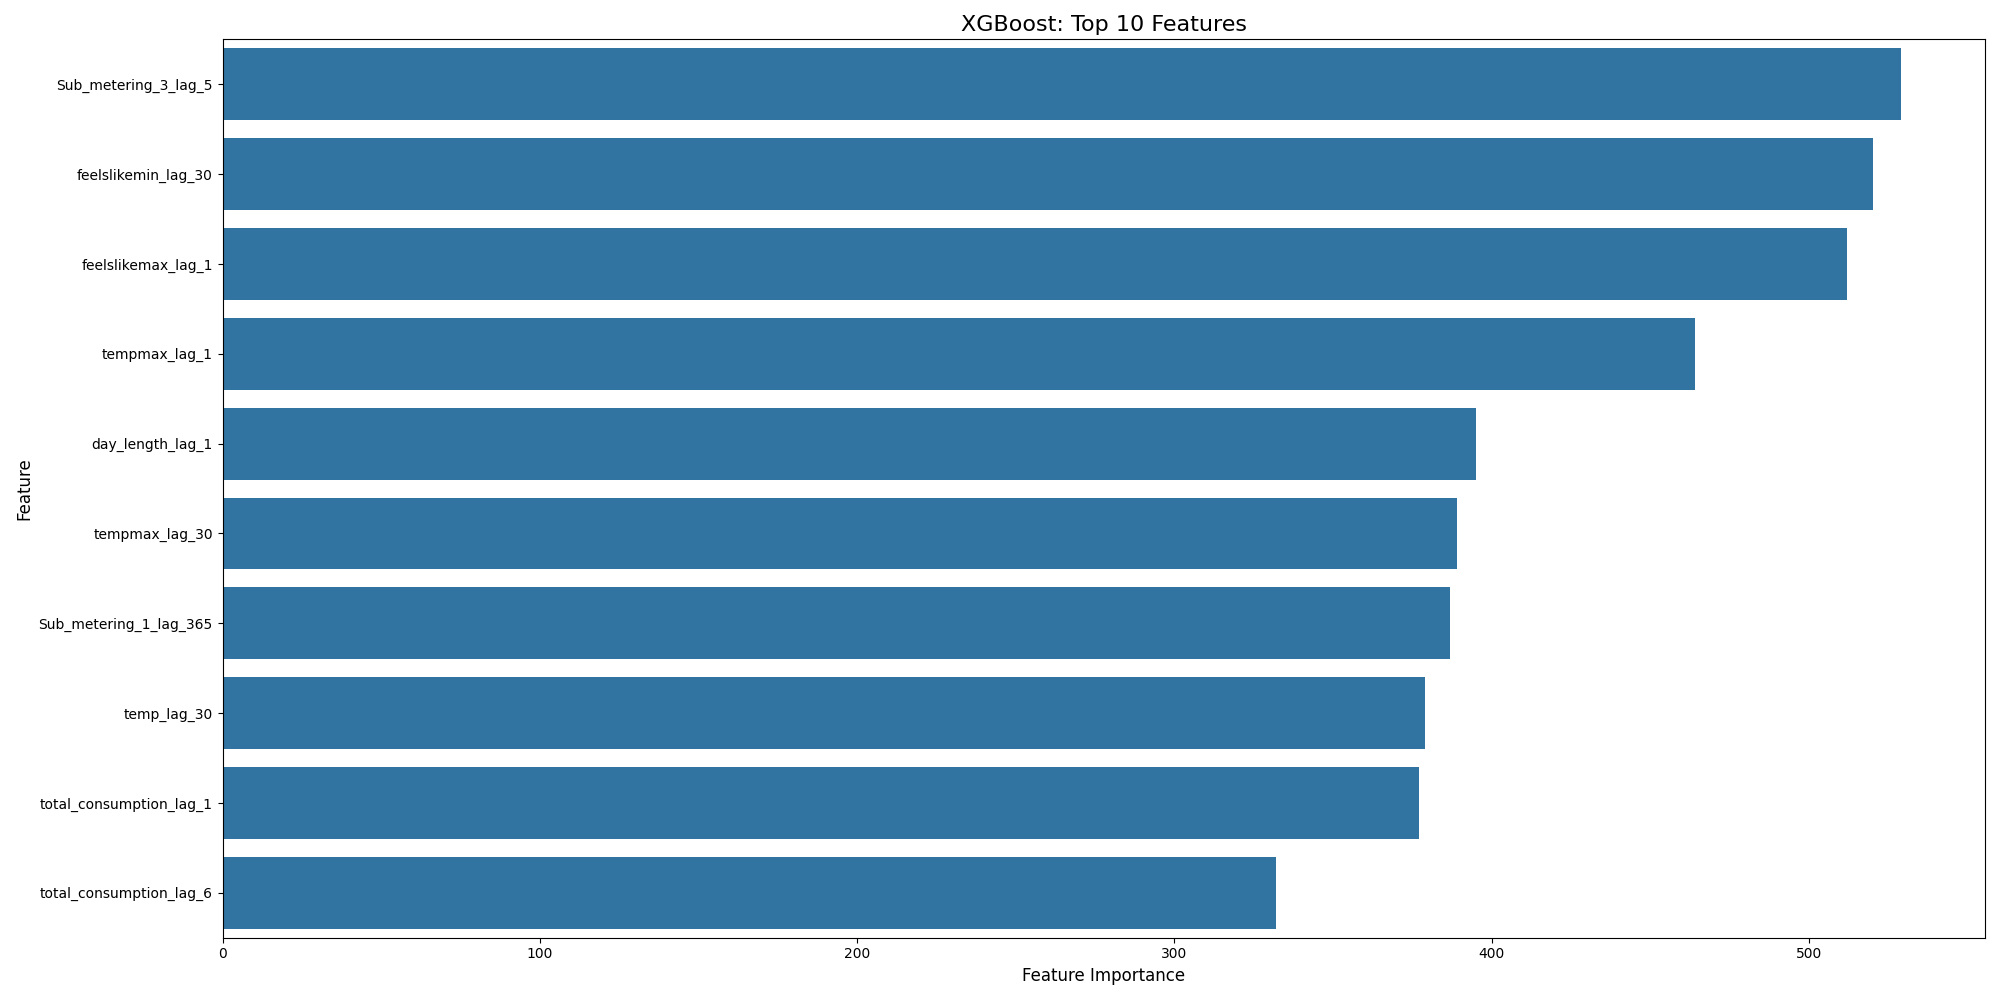 XGBoost: Top 10 Features
Sub_metering_3_lag_5
feelslikemin_lag_30
feelslikemax_lag_1
tempmax_lag_1
day_length_lag_1
tempmax_lag_30
Sub_metering_1_lag_365
temp_lag_30
total_consumption_lag_1
total_consumption_lag_6
Feature
0 100 200 300 400 500
Feature Importance